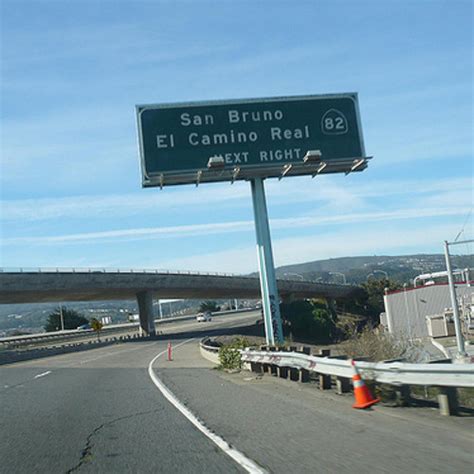 San Bruno
El Camino Real 82
NEXT RIGHT